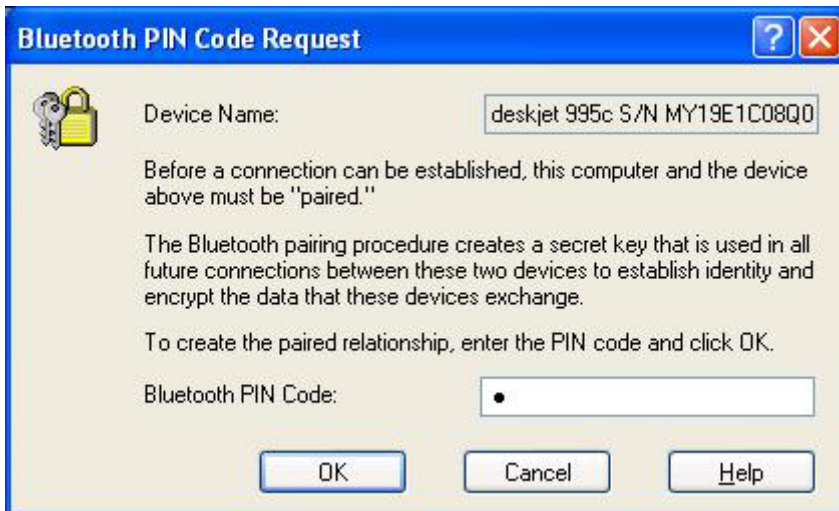 Bluetooth PIN Code Request
Device Name: deskjet 995c S/N MY19E1C08Q0
Before a connection can be established, this computer and the device
above must be "paired."
The Bluetooth pairing procedure creates a secret key that is used in all
future connections between these two devices to establish identity and
encrypt the data that these devices exchange.
To create the paired relationship, enter the PIN code and click OK.
Bluetooth PIN Code: •
OK Cancel Help